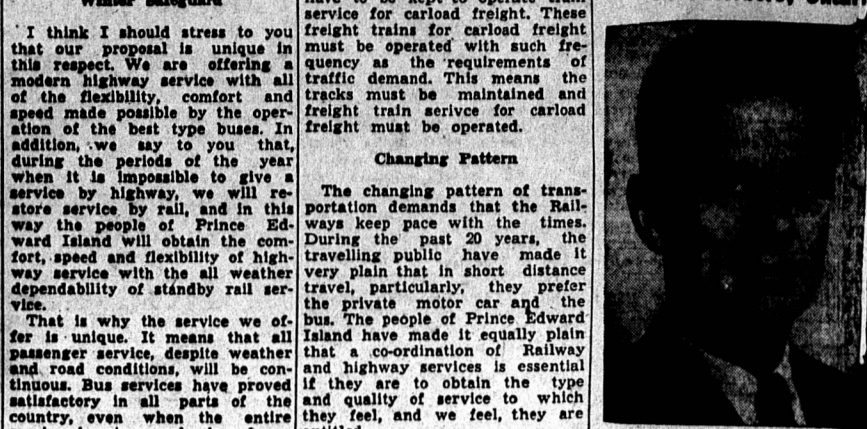 Winter Safeguard
I think I should stress to you
that our proposal is unique in
this respect. We are offering a
modern highway service with all
of the flexibility, comfort and
speed made possible by the oper-
ation of the best type buses. In
addition, we say to you that,
during the periods of the year
when it is impossible to give a
service by highway, we will re-
store service by rail, and in this
way the people of Prince Ed-
ward Island will obtain the com-
fort, speed and flexibility of high-
way service with the all weather
dependability of standby rail ser-
vice.
That is why the service we of-
fer is unique. It means that all
passenger service, despite weather
and road conditions, will be con-
tinuous. Bus services have proved
satisfactory in all parts of the
country, even when the entire
have to be kept to operate train
service for carload freight. These
freight trains for carload freight
must be operated with such fre-
quency as the requirements of
traffic demand. This means the
tracks must be maintained and
freight train serivce for carload
freight must be operated.
Changing Pattern
The changing pattern of trans-
portation demands that the Rail-
ways keep pace with the times.
During the past 20 years, the
travelling public have made it
very plain that in short distance
travel, particularly, they prefer
the private motor car and the
bus. The people of Prince Edward
Island have made it equally plain
that a co-ordination of Railway
and highway services is essential
if they are to obtain the type
and quality of service to which
they feel, and we feel, they are
entitled